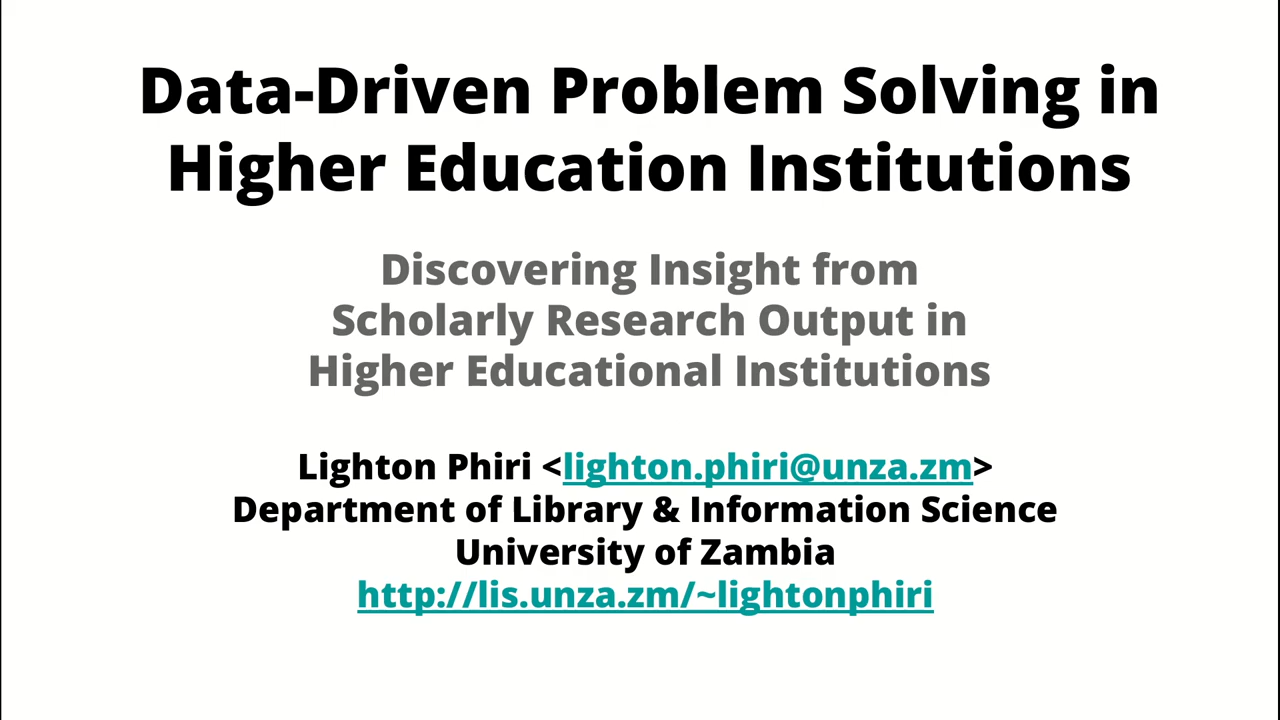 Data-Driven Problem Solving in
Higher Education Institutions
Discovering Insight from
Scholarly Research Output in
Higher Educational Institutions
Lighton Phiri <lighton.phiri@unza.zm>
Department of Library & Information Science
University of Zambia
http://lis.unza.zm/~lightonphiri